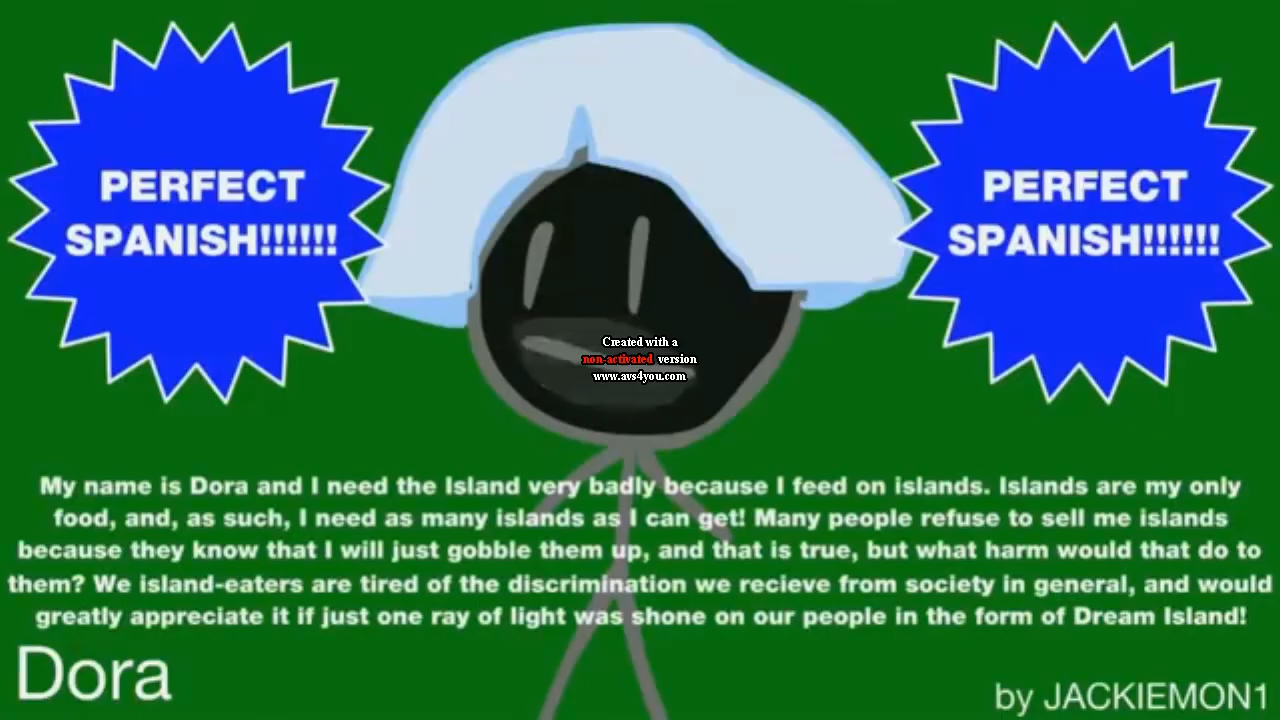 PERFECT
SPANISH!!!!!!
PERFECT
SPANISH!!!!!!
Created with a
non-activated version
www.avs4you.com
My name is Dora and I need the Island very badly because I feed on islands. Islands are my only
food, and, as such, I need as many islands as I can get! Many people refuse to sell me islands
because they know that I will just gobble them up, and that is true, but what harm would that do to
them? We island-eaters are tired of the discrimination we recieve from society in general, and would
greatly appreciate it if just one ray of light was shone on our people in the form of Dream Island!
Dora
by JACKIEMON1